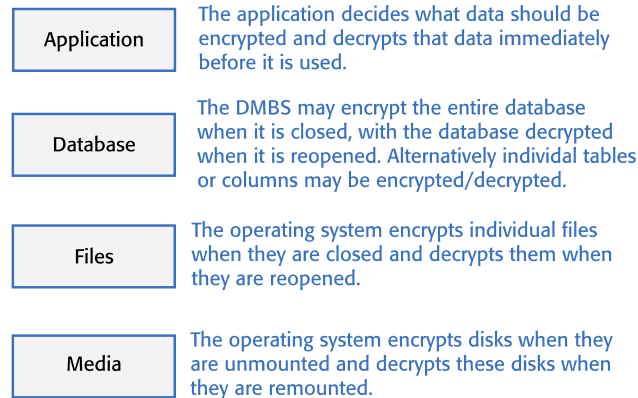 Application
The application decides what data should be
encrypted and decrypts that data immediately
before it is used.
Database
The DMBS may encrypt the entire database
when it is closed, with the database decrypted
when it is reopened. Alternatively individal tables
or columns may be encrypted/decrypted.
Files
The operating system encrypts individual files
when they are closed and decrypts them when
they are reopened.
Media
The operating system encrypts disks when they
are unmounted and decrypts these disks when
they are remounted.